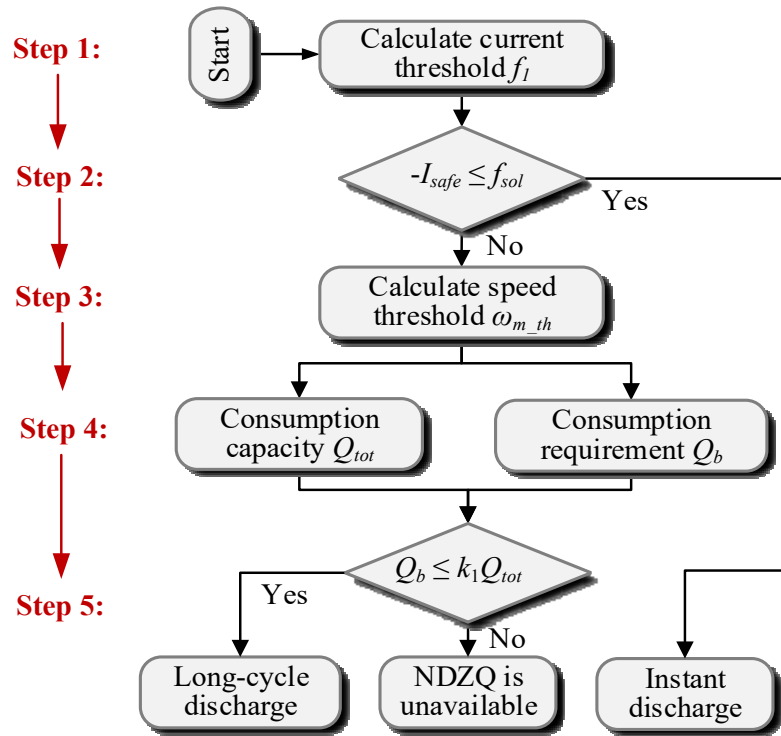 Step 1:
Start
Calculate current
threshold f1
Step 2:
-Isafe ≤ fsol
Yes
No
Step 3:
Calculate speed
threshold ωm_th
Step 4:
Consumption
capacity Qtot
Consumption
requirement Qb
Step 5:
Qb ≤ k1Qtot
Yes
No
Long-cycle
discharge
NDZQ is
unavailable
Instant
discharge